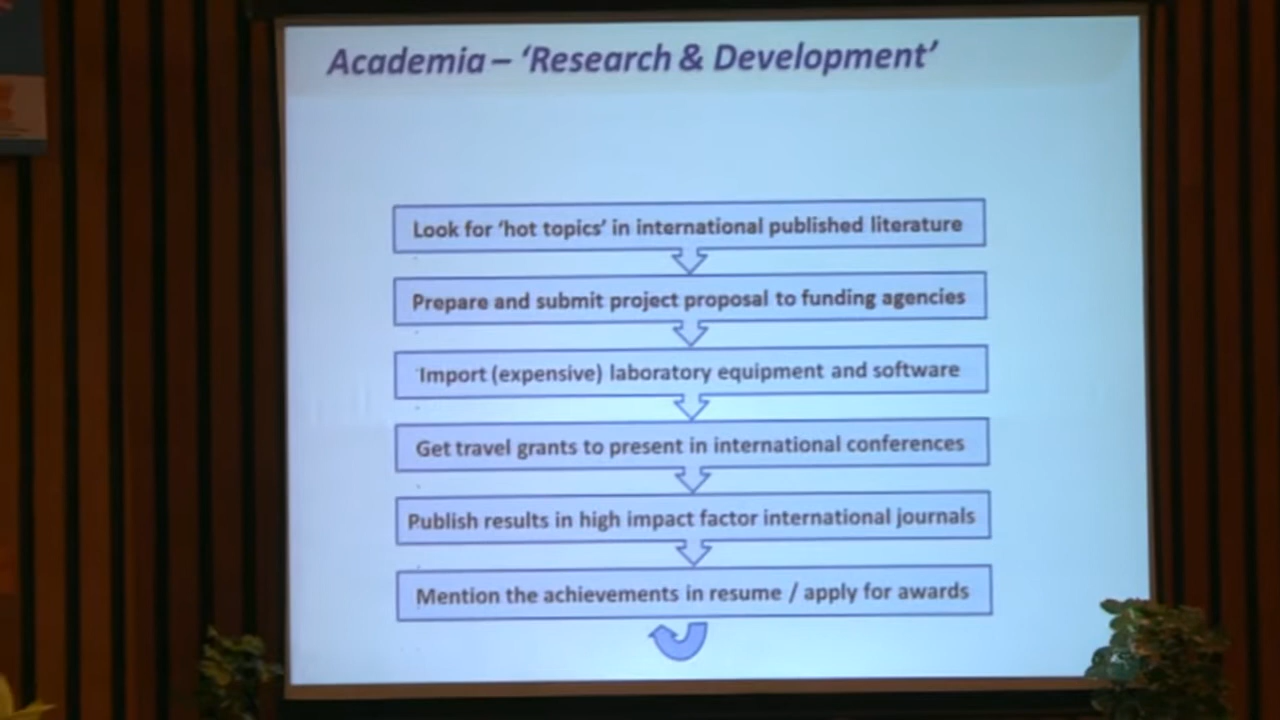 Academia – ‘Research & Development’
Look for ‘hot topics’ in international published literature
Prepare and submit project proposal to funding agencies
Import (expensive) laboratory equipment and software
Get travel grants to present in international conferences
Publish results in high impact factor international journals
Mention the achievements in resume / apply for awards